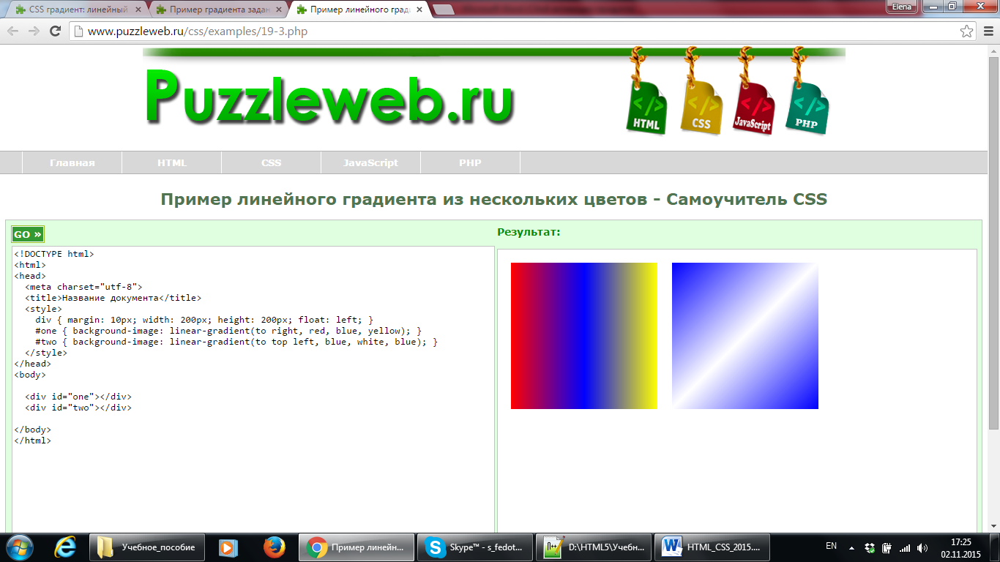 CSS градиент: линейный
Пример градиента задан
Пример линейного град
Elena
www.puzzleweb.ru/css/examples/19-3.php
Puzzleweb.ru
</> HTML
</> CSS
</> JavaScript
</> PHP
Главная HTML CSS JavaScript PHP
Пример линейного градиента из нескольких цветов - Самоучитель CSS
GO »
Результат:
<!DOCTYPE html>
<html>
<head>
<meta charset="utf-8">
<title>Название документа</title>
<style>
div { margin: 10px; width: 200px; height: 200px; float: left; }
#one { background-image: linear-gradient(to right, red, blue, yellow); }
#two { background-image: linear-gradient(to top left, blue, white, blue); }
</style>
</head>
<body>
<div id="one"></div>
<div id="two"></div>
</body>
</html>
Учебное_пособие
Пример линейн...
Skype™ - s_fedot...
D:\HTML5\Учебн...
HTML_CSS_2015....
EN
17:25
02.11.2015